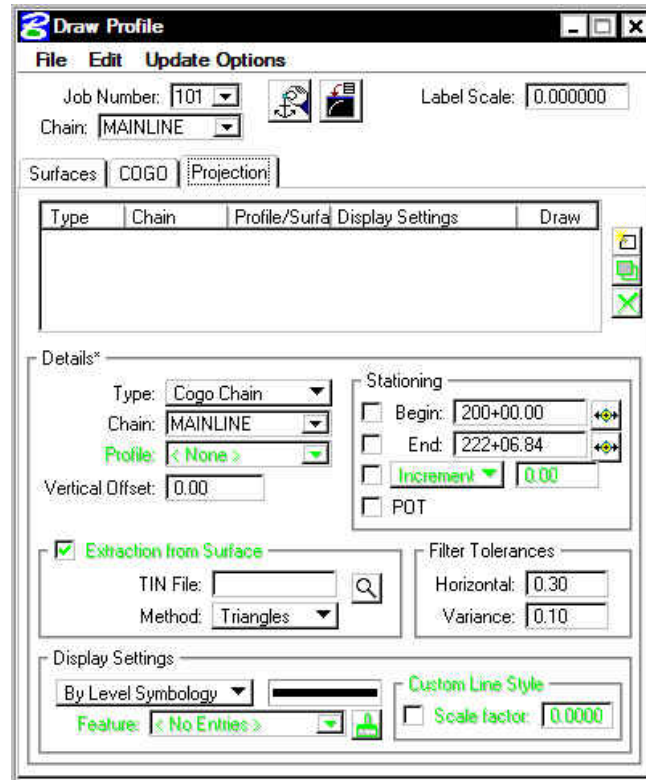 Draw Profile
File Edit Update Options
Job Number: 101 Label Scale: 0.000000
Chain: MAINLINE
Surfaces COGO Projection
Type Chain Profile/Surfa Display Settings Draw
Details*
Type: Cogo Chain
Chain: MAINLINE
Profile: < None >
Vertical Offset: 0.00
Stationing
Begin: 200+00.00
End: 222+06.84
Increment 0.00
POT
Extraction from Surface
TIN File:
Method: Triangles
Filter Tolerances
Horizontal: 0.30
Variance: 0.10
Display Settings
By Level Symbology
Feature: < No Entries >
Custom Line Style
Scale factor: 0.0000